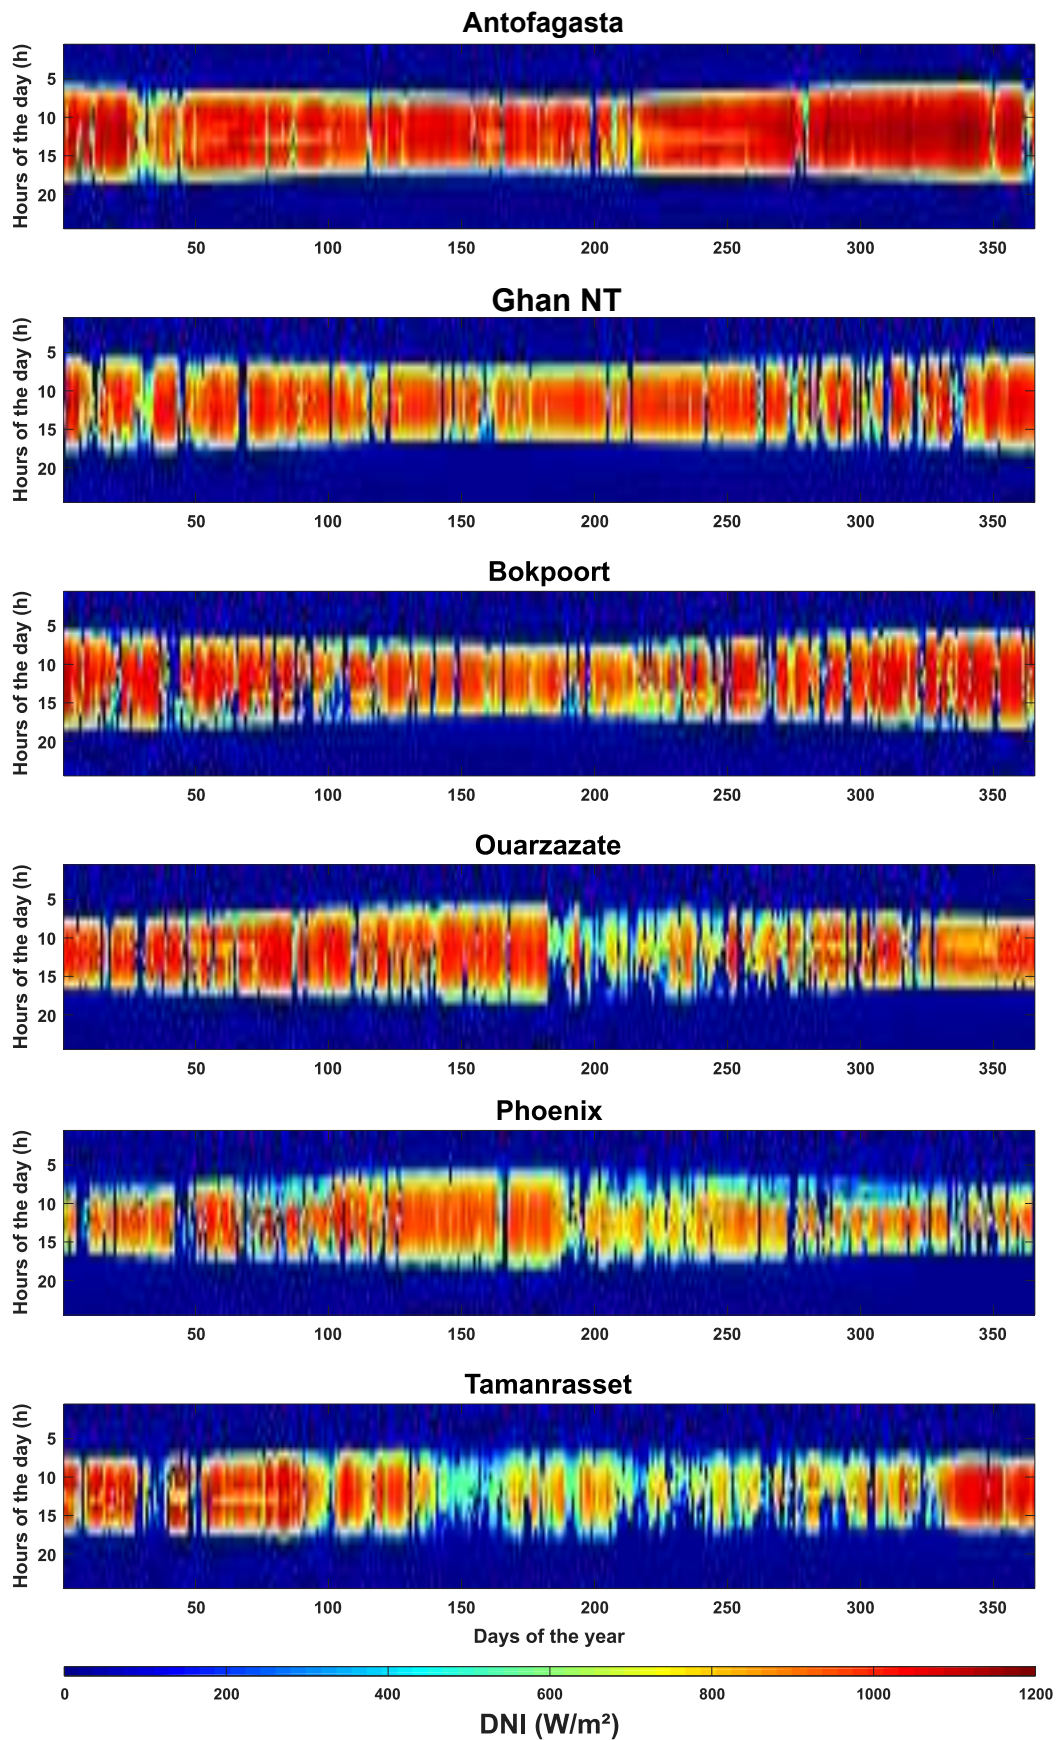 Antofagasta
Hours of the day (h)
5
10
15
20
50 100 150 200 250 300 350
Ghan NT
Hours of the day (h)
5
10
15
20
50 100 150 200 250 300 350
Bokpoort
Hours of the day (h)
5
10
15
20
50 100 150 200 250 300 350
Ouarzazate
Hours of the day (h)
5
10
15
20
50 100 150 200 250 300 350
Phoenix
Hours of the day (h)
5
10
15
20
50 100 150 200 250 300 350
Tamanrasset
Hours of the day (h)
5
10
15
20
50 100 150 200 250 300 350
Days of the year
0 200 400 600 800 1000 1200
DNI (W/m²)